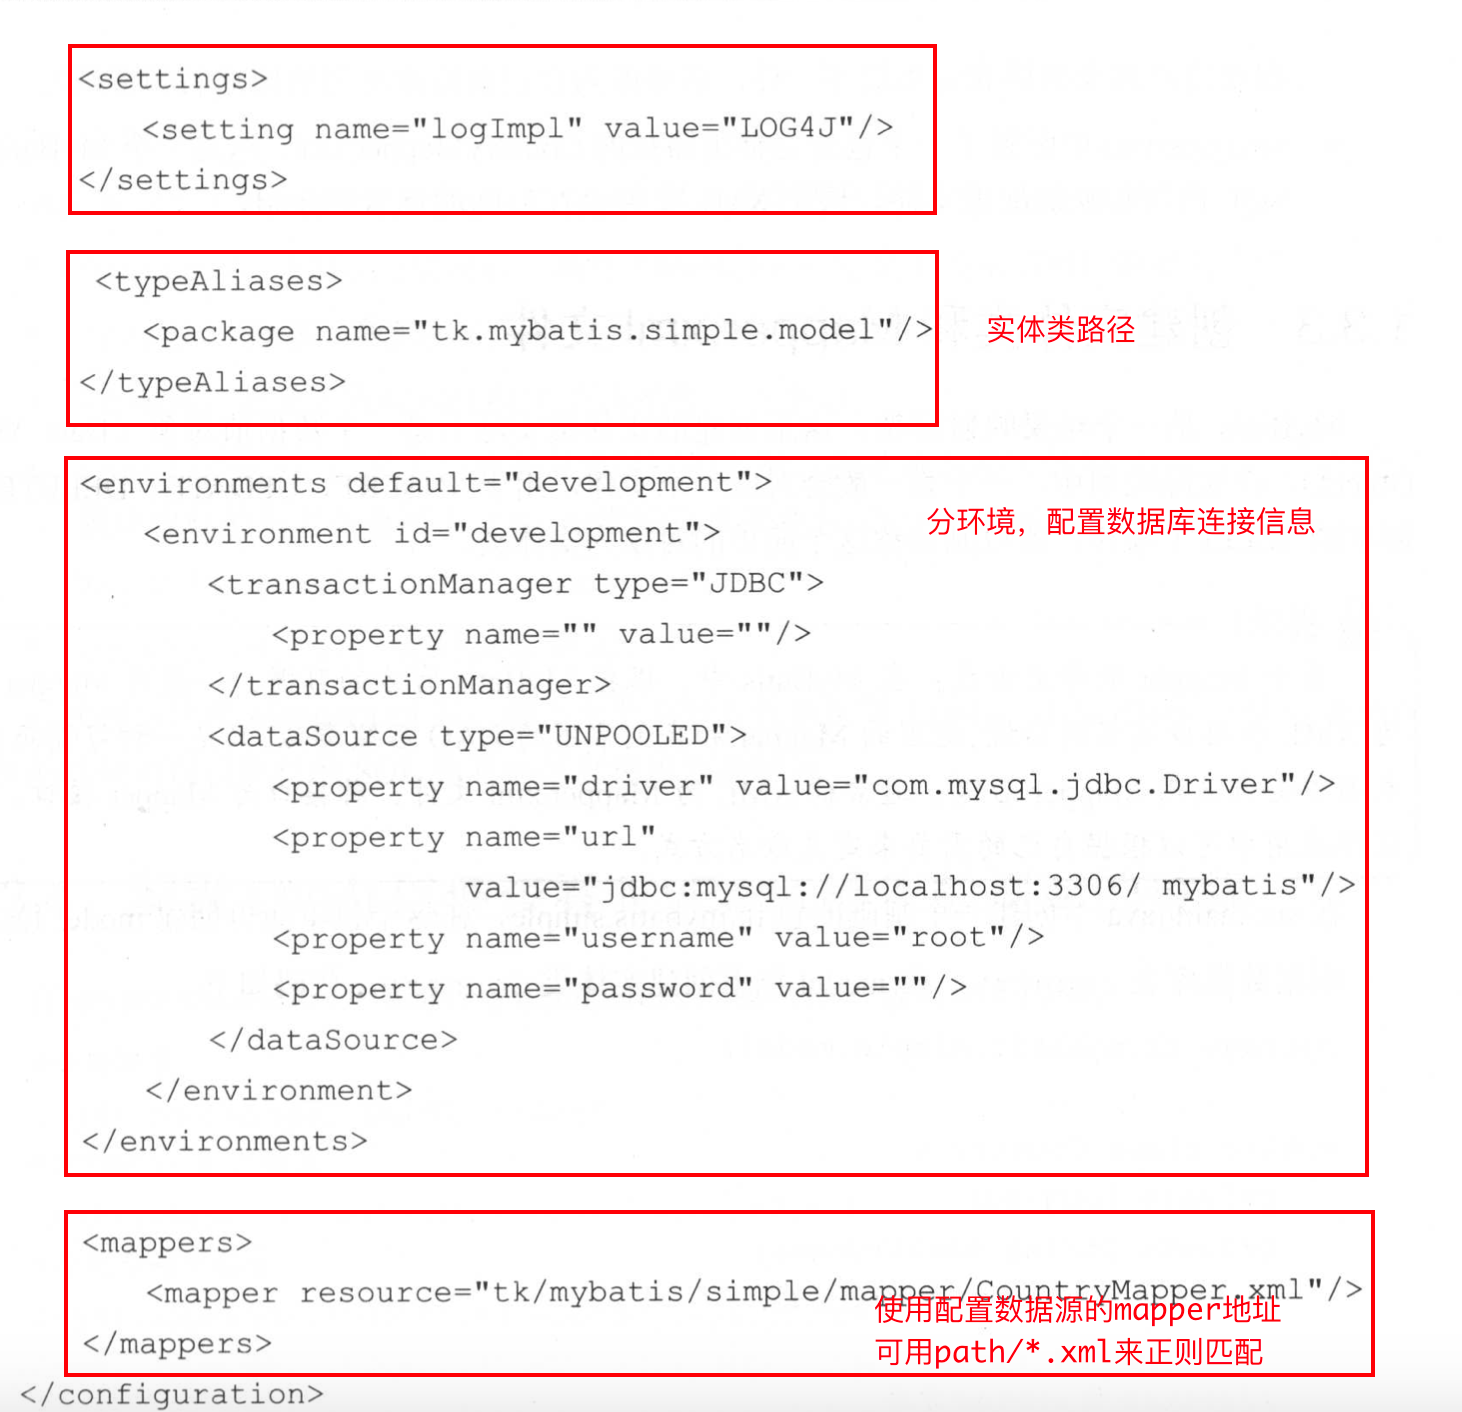 <settings>
<setting name="logImpl" value="LOG4J"/>
</settings>
<typeAliases>
<package name="tk.mybatis.simple.model"/>
实体类路径
</typeAliases>
<environments default="development">
<environment id="development">
分环境，配置数据库连接信息
<transactionManager type="JDBC">
<property name="" value=""/>
</transactionManager>
<dataSource type="UNPOOLED">
<property name="driver" value="com.mysql.jdbc.Driver"/>
<property name="url"
value="jdbc:mysql://localhost:3306/ mybatis"/>
<property name="username" value="root"/>
<property name="password" value=""/>
</dataSource>
</environment>
</environments>
<mappers>
<mapper resource="tk/mybatis/simple/mapper/CountryMapper.xml"/>
使用配置数据源的mapper地址
</mappers>
可用path/*.xml来正则匹配
</configuration>